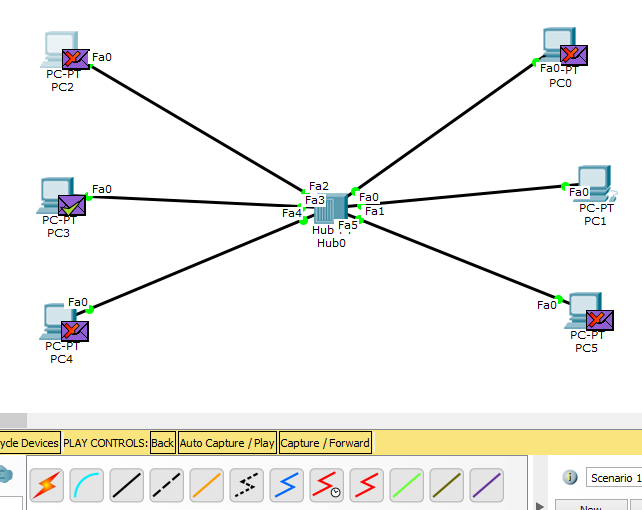 Fa0
PC-PT
PC2
Fa0
-PT
PC0
Fa0
PC-PT
PC3
Fa2
Fa3
Fa4
Fa0
Fa1
Fa5
Hub
Hub0
Fa0
PC-PT
PC1
Fa0
PC-PT
PC4
Fa0
PC-PT
PC5
ycle Devices PLAY CONTROLS: Back Auto Capture / Play Capture / Forward
i Scenario 1
New